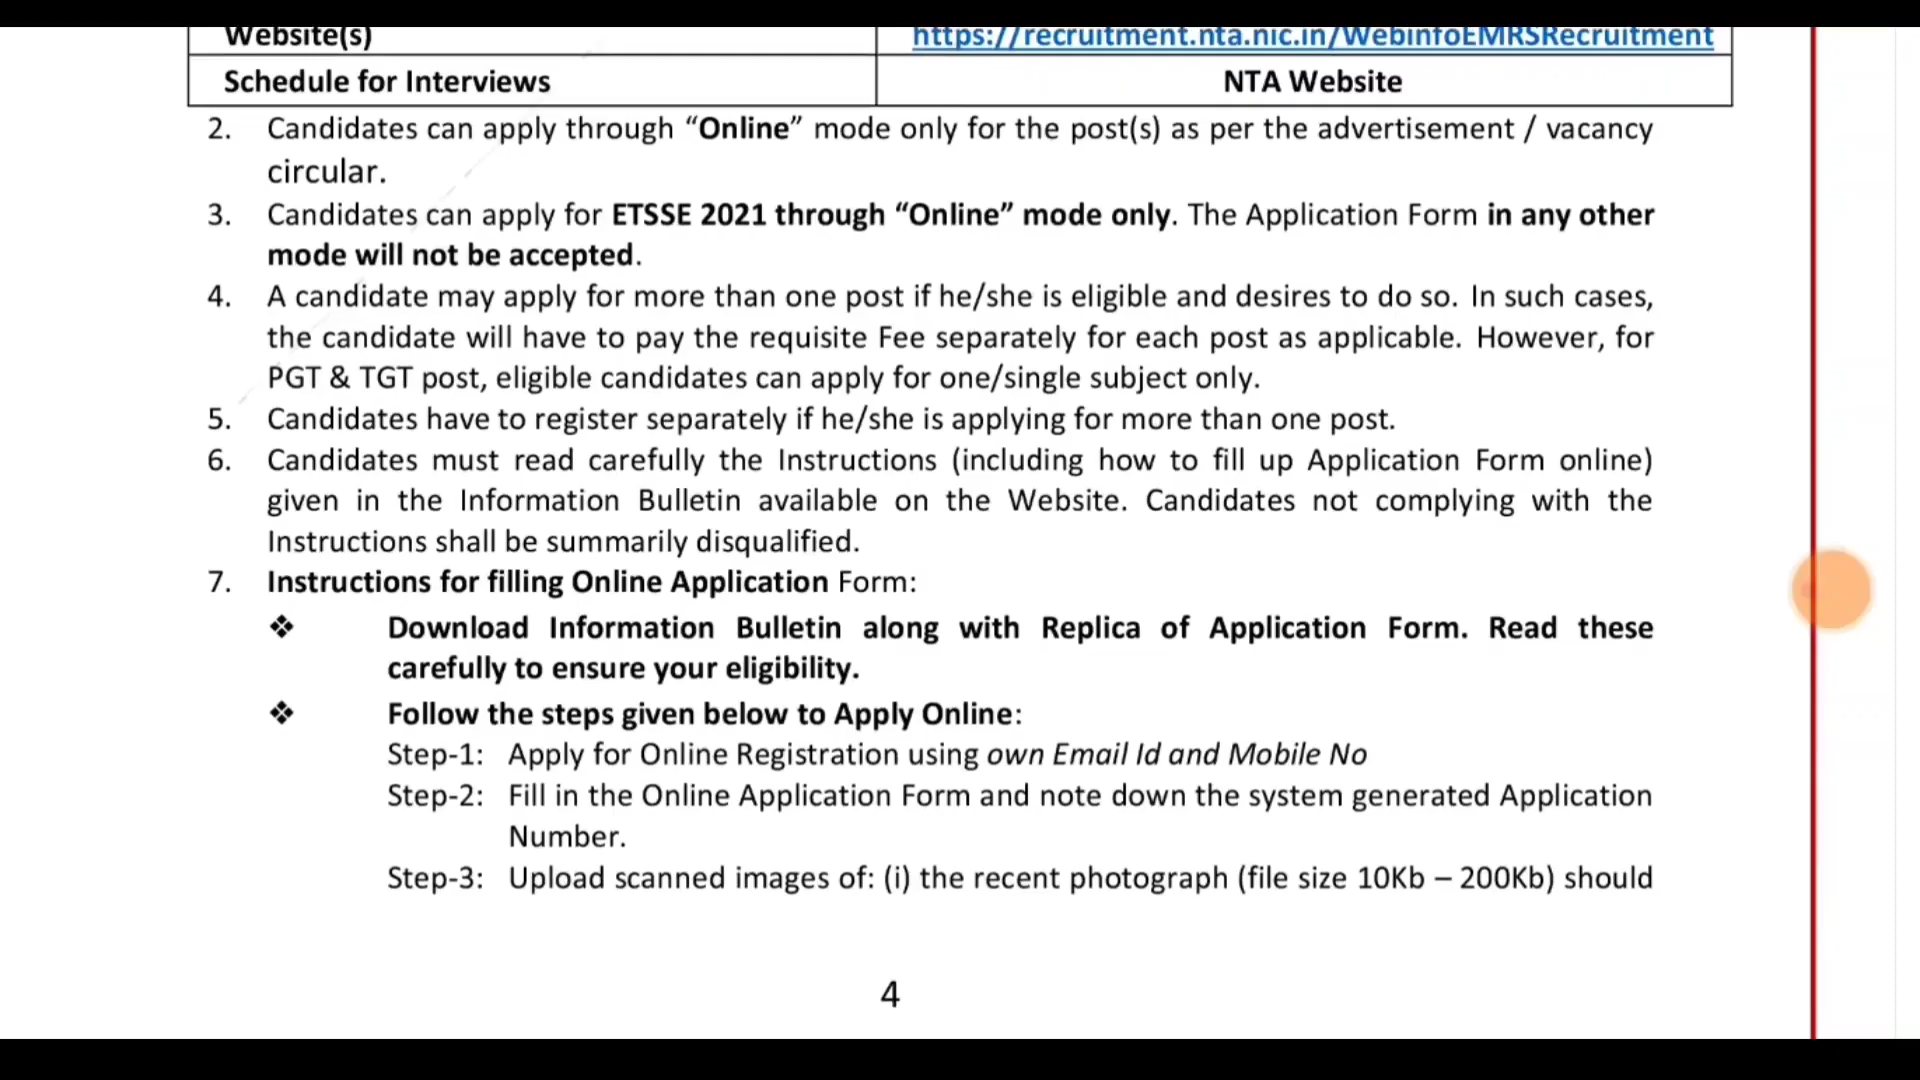 Website(s) https://recruitment.nta.nic.in/WebinfoEMRSRecruitment
Schedule for Interviews NTA Website
2. Candidates can apply through “Online” mode only for the post(s) as per the advertisement / vacancy
circular.
3. Candidates can apply for ETSSE 2021 through “Online” mode only. The Application Form in any other
mode will not be accepted.
4. A candidate may apply for more than one post if he/she is eligible and desires to do so. In such cases,
the candidate will have to pay the requisite Fee separately for each post as applicable. However, for
PGT & TGT post, eligible candidates can apply for one/single subject only.
5. Candidates have to register separately if he/she is applying for more than one post.
6. Candidates must read carefully the Instructions (including how to fill up Application Form online)
given in the Information Bulletin available on the Website. Candidates not complying with the
Instructions shall be summarily disqualified.
7. Instructions for filling Online Application Form:
❖ Download Information Bulletin along with Replica of Application Form. Read these
carefully to ensure your eligibility.
❖ Follow the steps given below to Apply Online:
Step-1: Apply for Online Registration using own Email Id and Mobile No
Step-2: Fill in the Online Application Form and note down the system generated Application
Number.
Step-3: Upload scanned images of: (i) the recent photograph (file size 10Kb – 200Kb) should
4